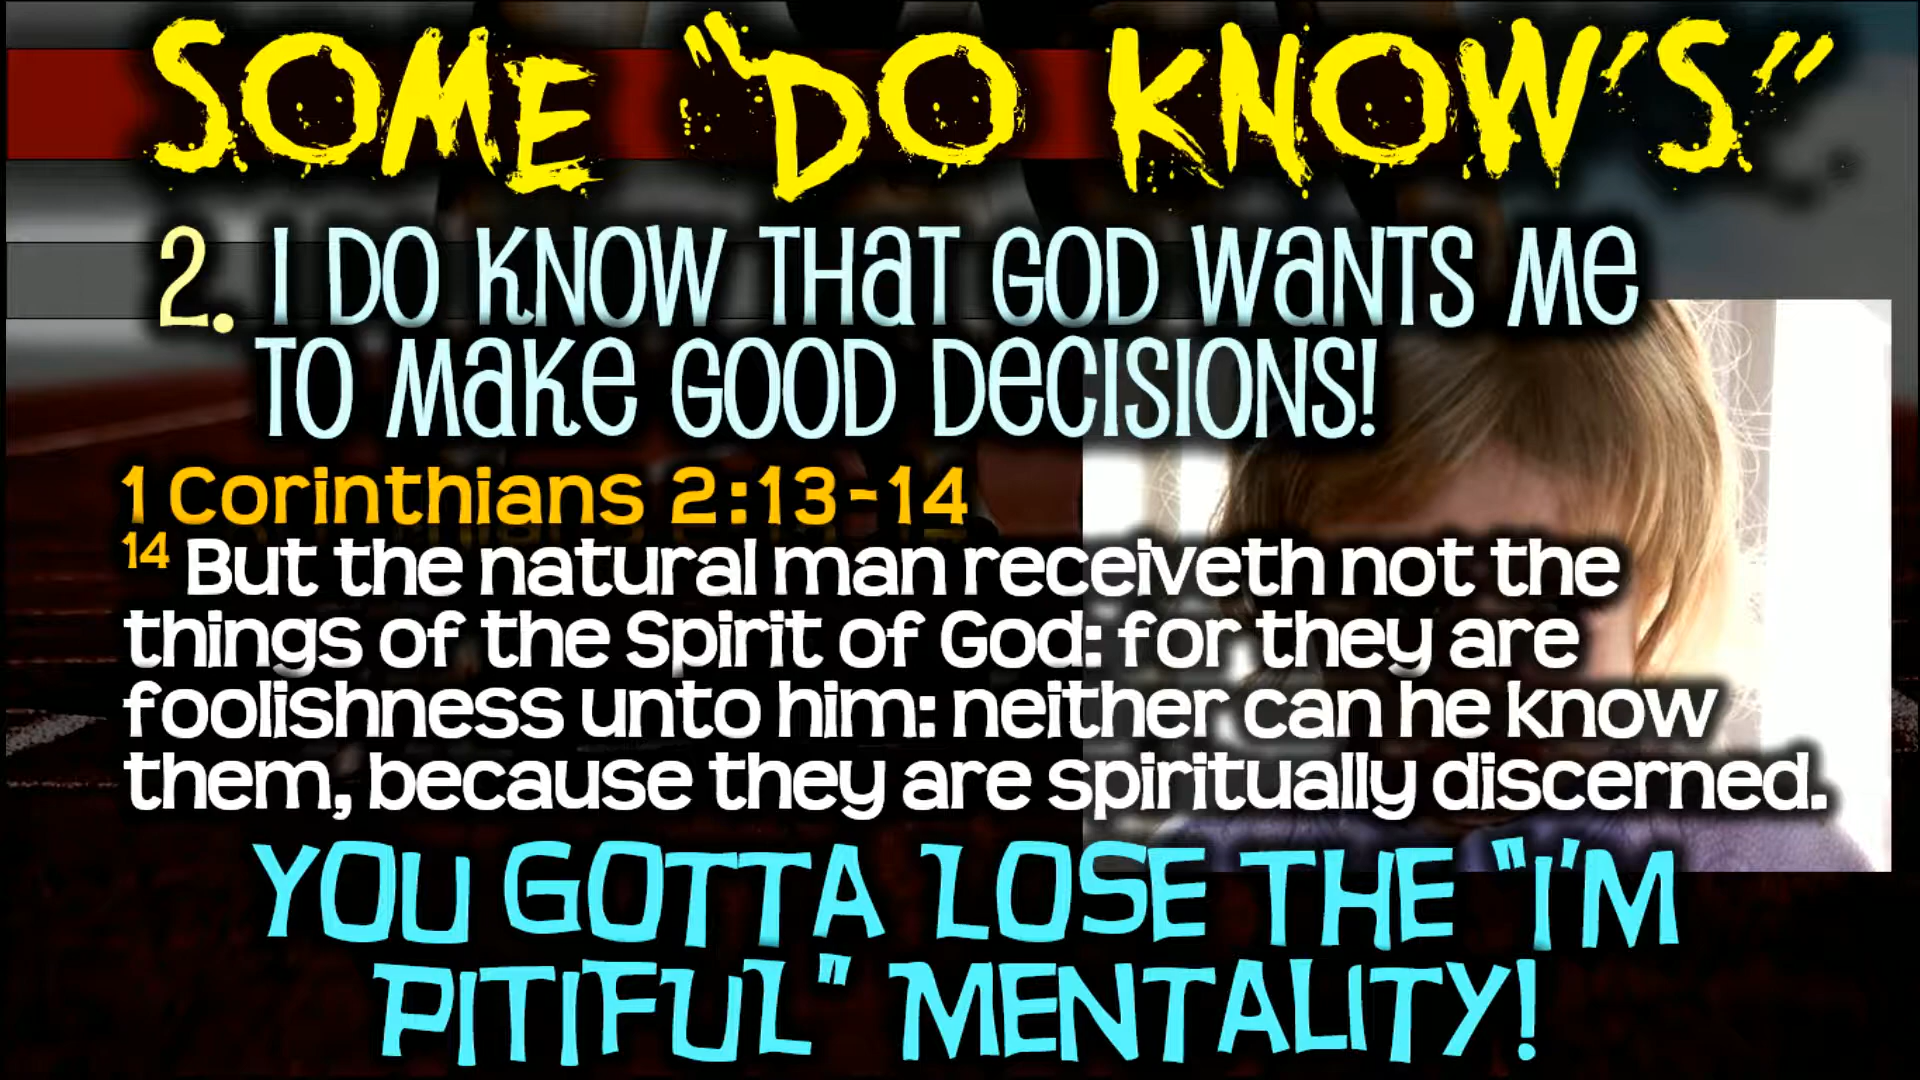 SOME "DO KNOW'S"
2. I DO KNOW THAT GOD WANTS ME
TO MAKE GOOD DECISIONS!
1 Corinthians 2:13-14
14 But the natural man receiveth not the
things of the Spirit of God: for they are
foolishness unto him: neither can he know
them, because they are spiritually discerned.
YOU GOTTA LOSE THE "I'M
PITIFUL" MENTALITY!